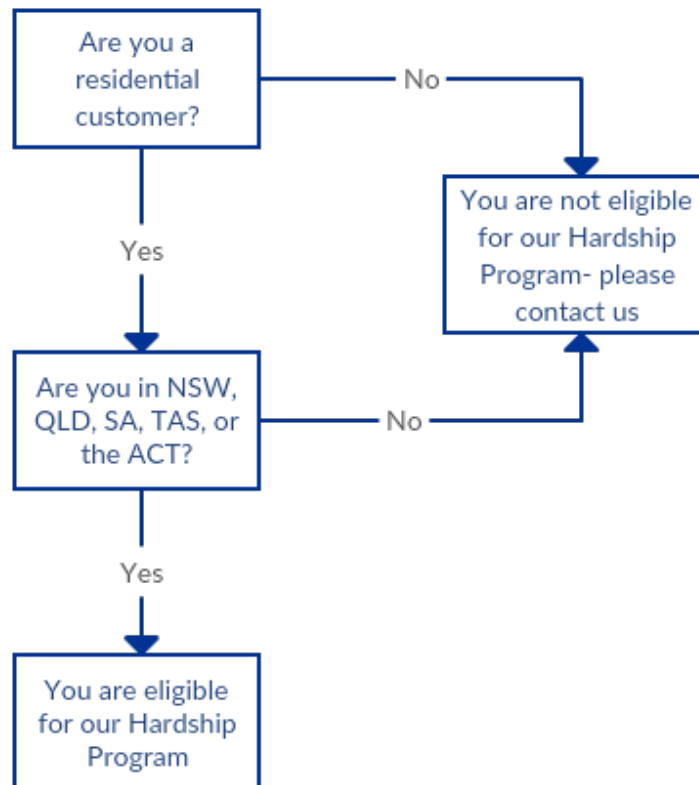 Are you a
residential
customer?
No
You are not eligible
for our Hardship
Program- please
contact us
Yes
Are you in NSW,
QLD, SA, TAS, or
the ACT?
No
Yes
You are eligible
for our Hardship
Program